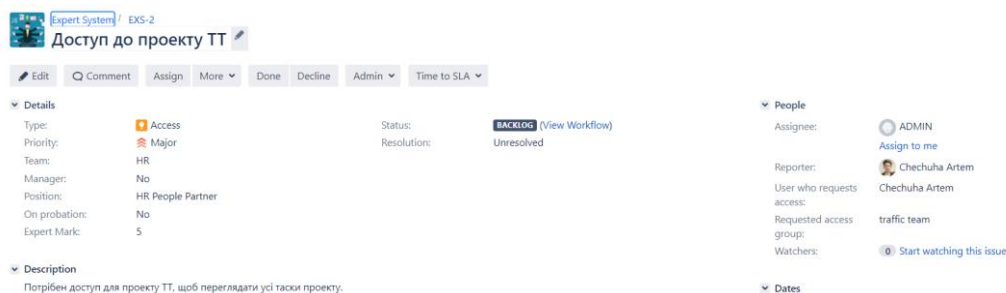 Expert System / EXS-2
Доступ до проекту ТТ
Edit Comment Assign More Done Decline Admin Time to SLA
Details
Type: Access Status: BACKLOG (View Workflow)
Priority: Major Resolution: Unresolved
Team: HR
Manager: No
Position: HR People Partner
On probation: No
Expert Mark: 5
Description
Потрібен доступ для проекту ТТ, щоб переглядати усі таски проекту.
People
Assignee: ADMIN
Assign to me
Reporter: Chechuha Artem
User who requests access: Chechuha Artem
Requested access group: traffic team
Watchers: 0 Start watching this issue
Dates